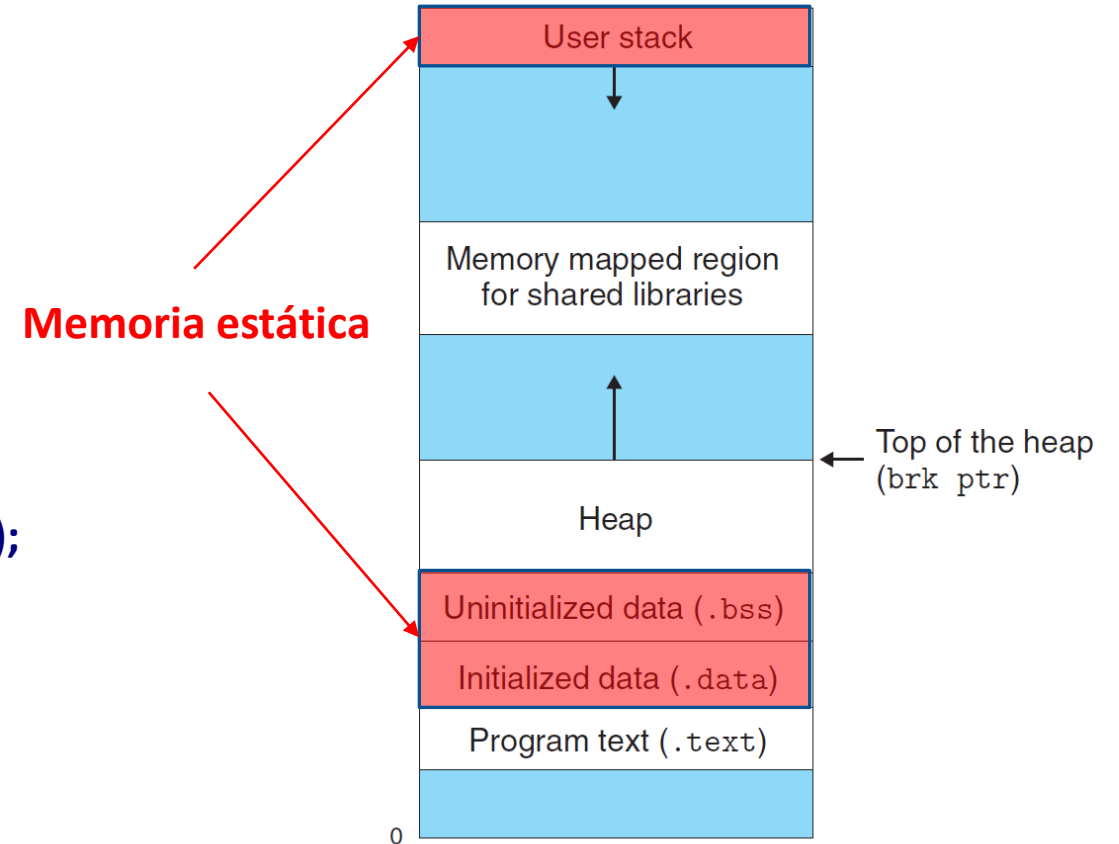 User stack
Memory mapped region
for shared libraries
Memoria estática
Top of the heap
(brk ptr)
Heap
);
Uninitialized data (.bss)
Initialized data (.data)
Program text (.text)
0